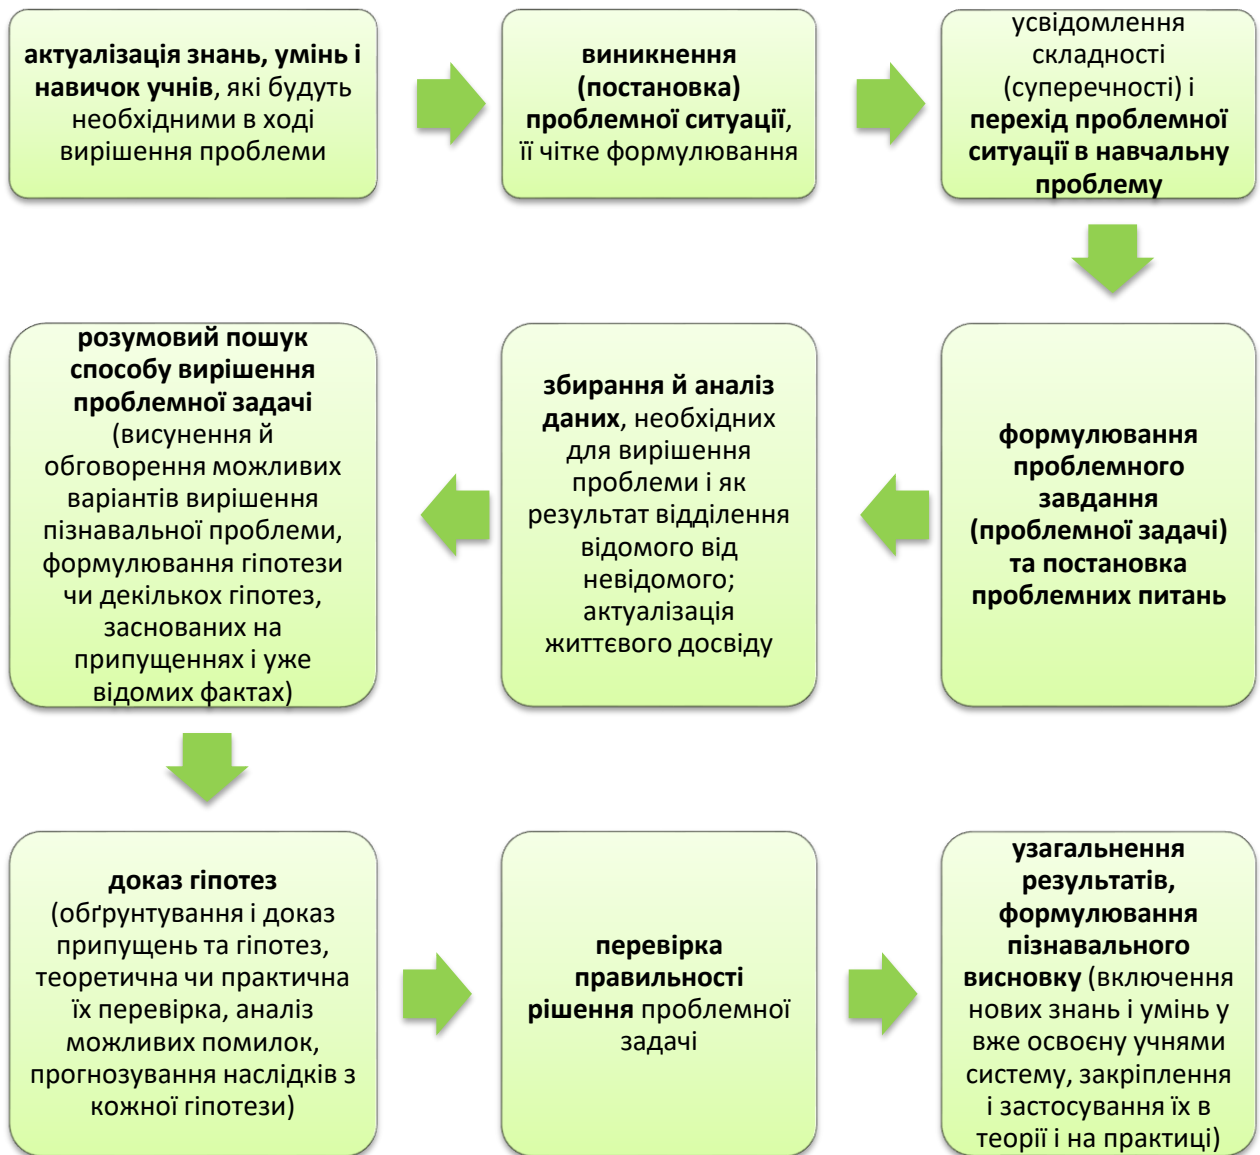 актуалізація знань, умінь і
навичок учнів, які будуть
необхідними в ході
вирішення проблеми
виникнення
(постановка)
проблемної ситуації,
її чітке формулювання
усвідомлення
складності
(суперечності) і
перехід проблемної
ситуації в навчальну
проблему
формулювання
проблемного
завдання
(проблемної задачі)
та постановка
проблемних питань
збирання й аналіз
даних, необхідних
для вирішення
проблеми і як
результат відділення
відомого від
невідомого;
актуалізація
життєвого досвіду
розумовий пошук
способу вирішення
проблемної задачі
(висунення й
обговорення можливих
варіантів вирішення
пізнавальної проблеми,
формулювання гіпотези
чи декількох гіпотез,
заснованих на
припущеннях і уже
відомих фактах)
доказ гіпотез
(обґрунтування і доказ
припущень та гіпотез,
теоретична чи практична
їх перевірка, аналіз
можливих помилок,
прогнозування наслідків з
кожної гіпотези)
перевірка
правильності
рішення проблемної
задачі
узагальнення
результатів,
формулювання
пізнавального
висновку (включення
нових знань і умінь у
вже освоєну учнями
систему, закріплення
і застосування їх в
теорії і на практиці)